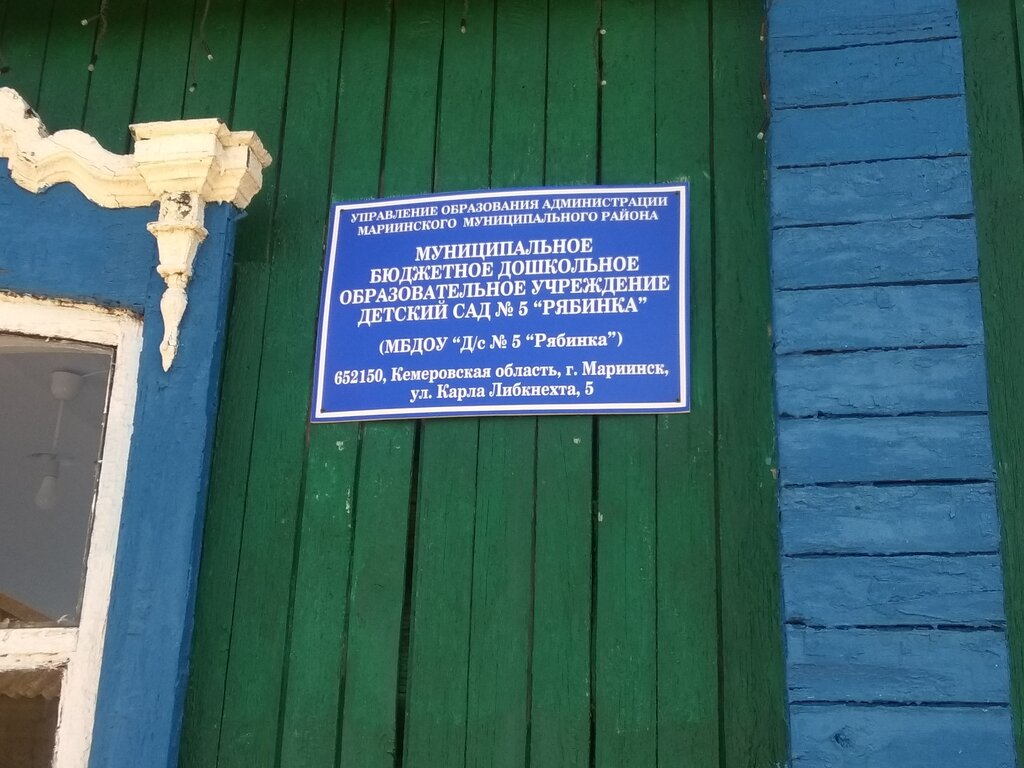 УПРАВЛЕНИЕ ОБРАЗОВАНИЯ АДМИНИСТРАЦИИ
МАРИИНСКОГО МУНИЦИПАЛЬНОГО РАЙОНА
МУНИЦИПАЛЬНОЕ
БЮДЖЕТНОЕ ДОШКОЛЬНОЕ
ОБРАЗОВАТЕЛЬНОЕ УЧРЕЖДЕНИЕ
ДЕТСКИЙ САД № 5 “РЯБИНКА”
(МБДОУ “Д/с № 5 “Рябинка”)
652150, Кемеровская область, г. Мариинск,
ул. Карла Либкнехта, 5